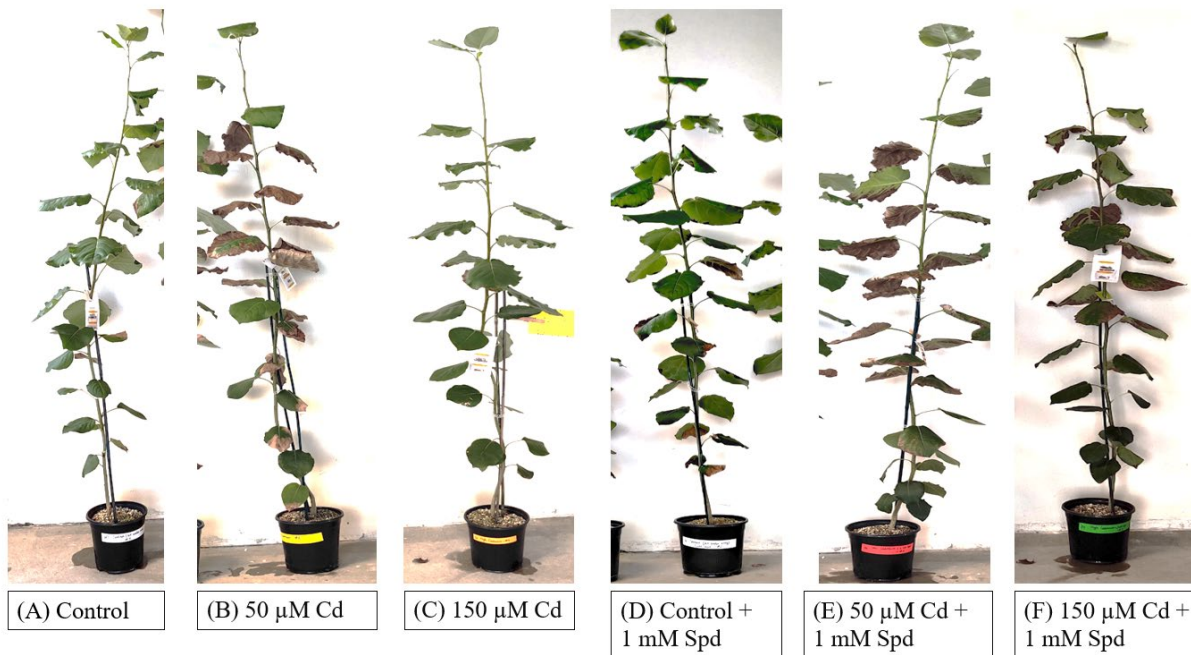 (A) Control
(B) 50 µM Cd
(C) 150 µM Cd
(D) Control +
1 mM Spd
(E) 50 µM Cd +
1 mM Spd
(F) 150 µM Cd +
1 mM Spd